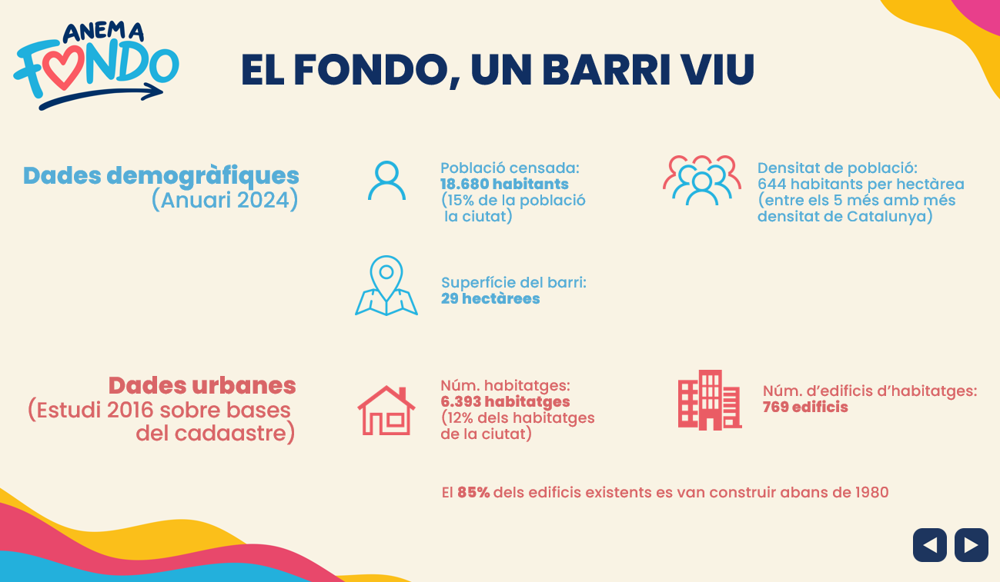 ANEM A
FONDO
EL FONDO, UN BARRI VIU
Dades demogràfiques
(Anuari 2024)
Població censada:
18.680 habitants
(15% de la població
la ciutat)
Densitat de població:
644 habitants per hectàrea
(entre els 5 més amb més
densitat de Catalunya)
Superfície del barri:
29 hectàrees
Dades urbanes
(Estudi 2016 sobre bases
del cadaastre)
Núm. habitatges:
6.393 habitatges
(12% dels habitatges
de la ciutat)
Núm. d’edificis d’habitatges:
769 edificis
El 85% dels edificis existents es van construir abans de 1980